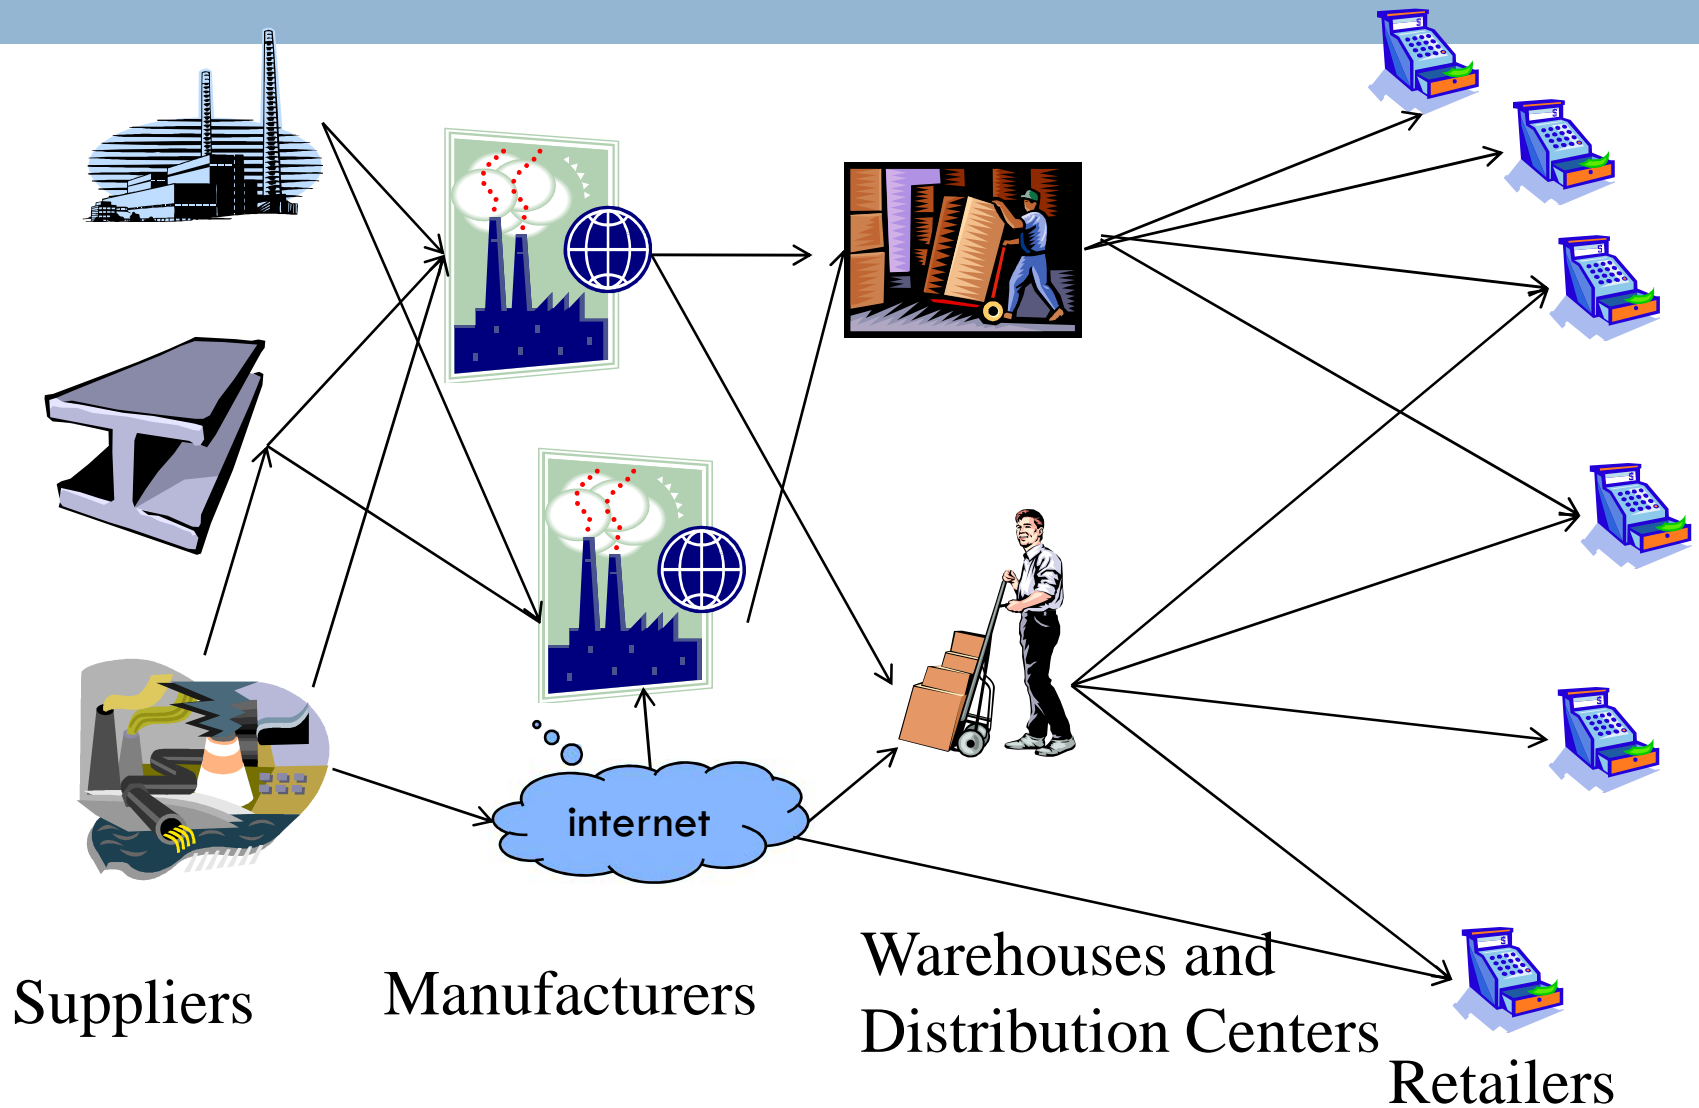 internet
Suppliers
Manufacturers
Warehouses and
Distribution Centers
Retailers